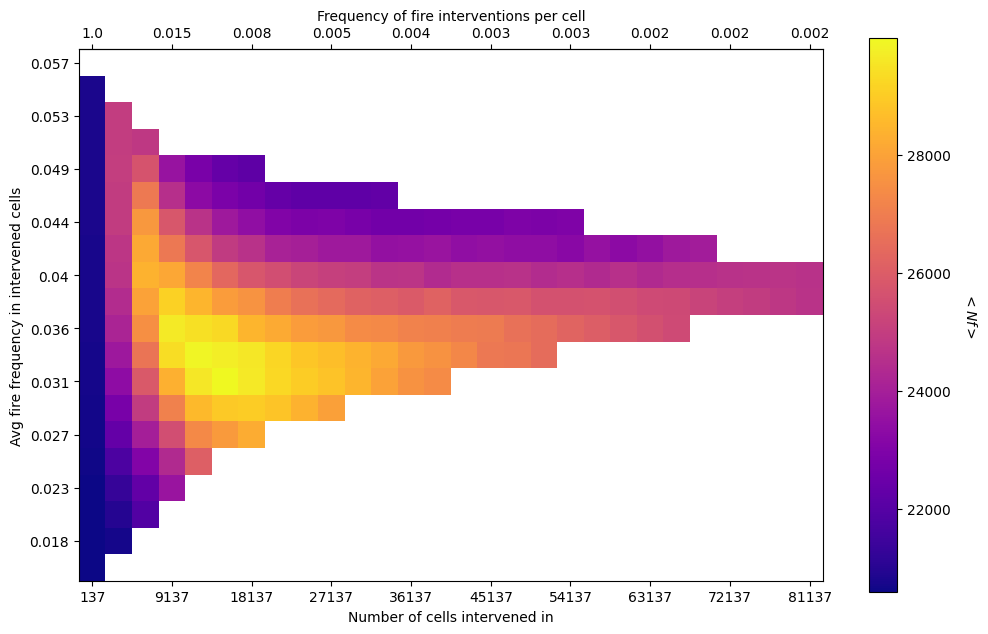 Frequency of fire interventions per cell
1.0 0.015 0.008 0.005 0.004 0.003 0.003 0.002 0.002 0.002
Avg fire frequency in intervened cells
0.057
0.053
0.049
0.044
0.04
0.036
0.031
0.027
0.023
0.018
137 9137 18137 27137 36137 45137 54137 63137 72137 81137
Number of cells intervened in
28000
26000
24000
22000
< Nf >